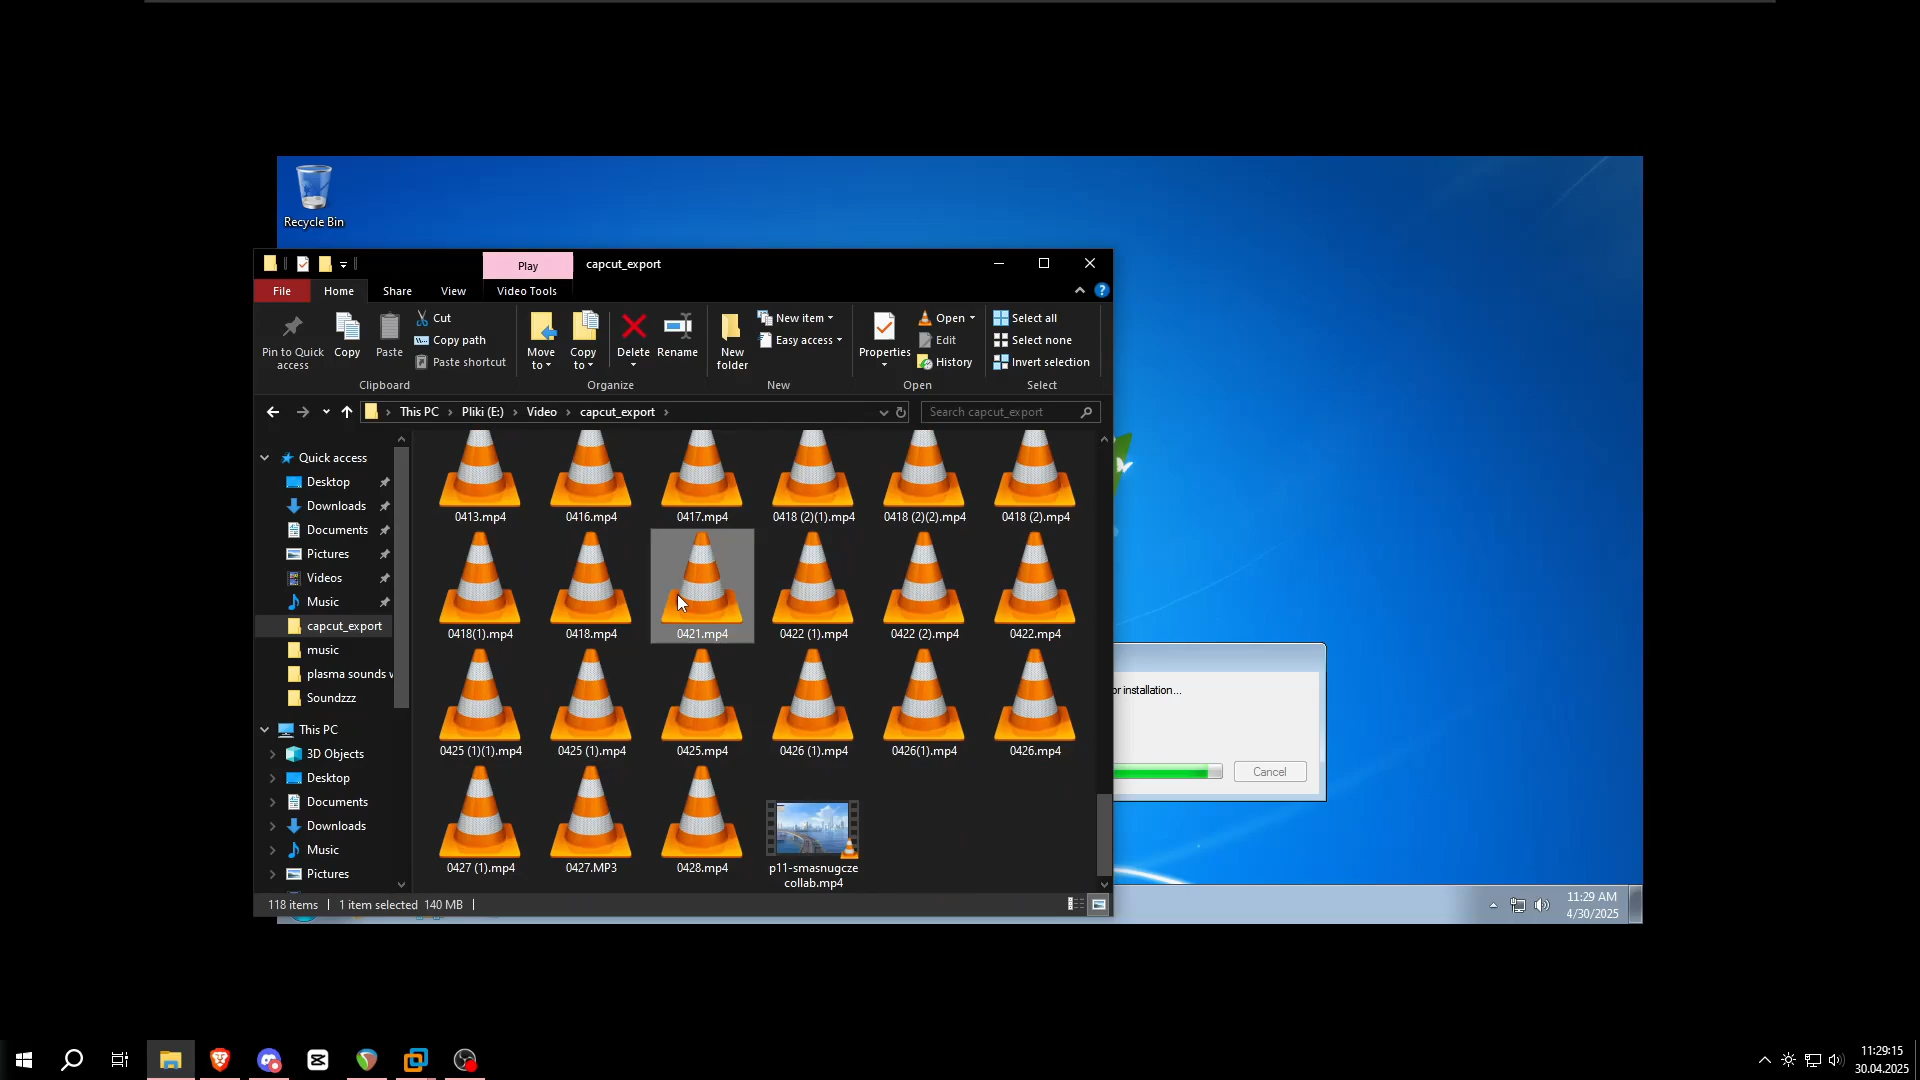 Recycle Bin
Play
capcut_export
File
Home
Share
View
Video Tools
Pin to Quick
access
Copy
Paste
Cut
Copy path
Paste shortcut
Move
to
Copy
to
Delete
Rename
New
folder
New item
Easy access
Properties
Open
Edit
History
Select all
Select none
Invert selection
Clipboard
Organize
New
Open
Select
This PC
Pliki (E:)
Video
capcut_export
Search capcut_export
Quick access
Desktop
Downloads
Documents
Pictures
Videos
Music
capcut_export
music
plasma sounds w
Soundzzz
This PC
3D Objects
Desktop
Documents
Downloads
Music
Pictures
0413.mp4
0416.mp4
0417.mp4
0418 (2)(1).mp4
0418 (2)(2).mp4
0418 (2).mp4
0418(1).mp4
0418.mp4
0421.mp4
0422 (1).mp4
0422 (2).mp4
0422.mp4
0425 (1)(1).mp4
0425 (1).mp4
0425.mp4
0426 (1).mp4
0426(1).mp4
0426.mp4
0427 (1).mp4
0427.MP3
0428.mp4
p11-smasnugcze
collab.mp4
118 items
1 item selected 140 MB
or installation...
Cancel
11:29 AM
4/30/2025
11:29:15
30.04.2025